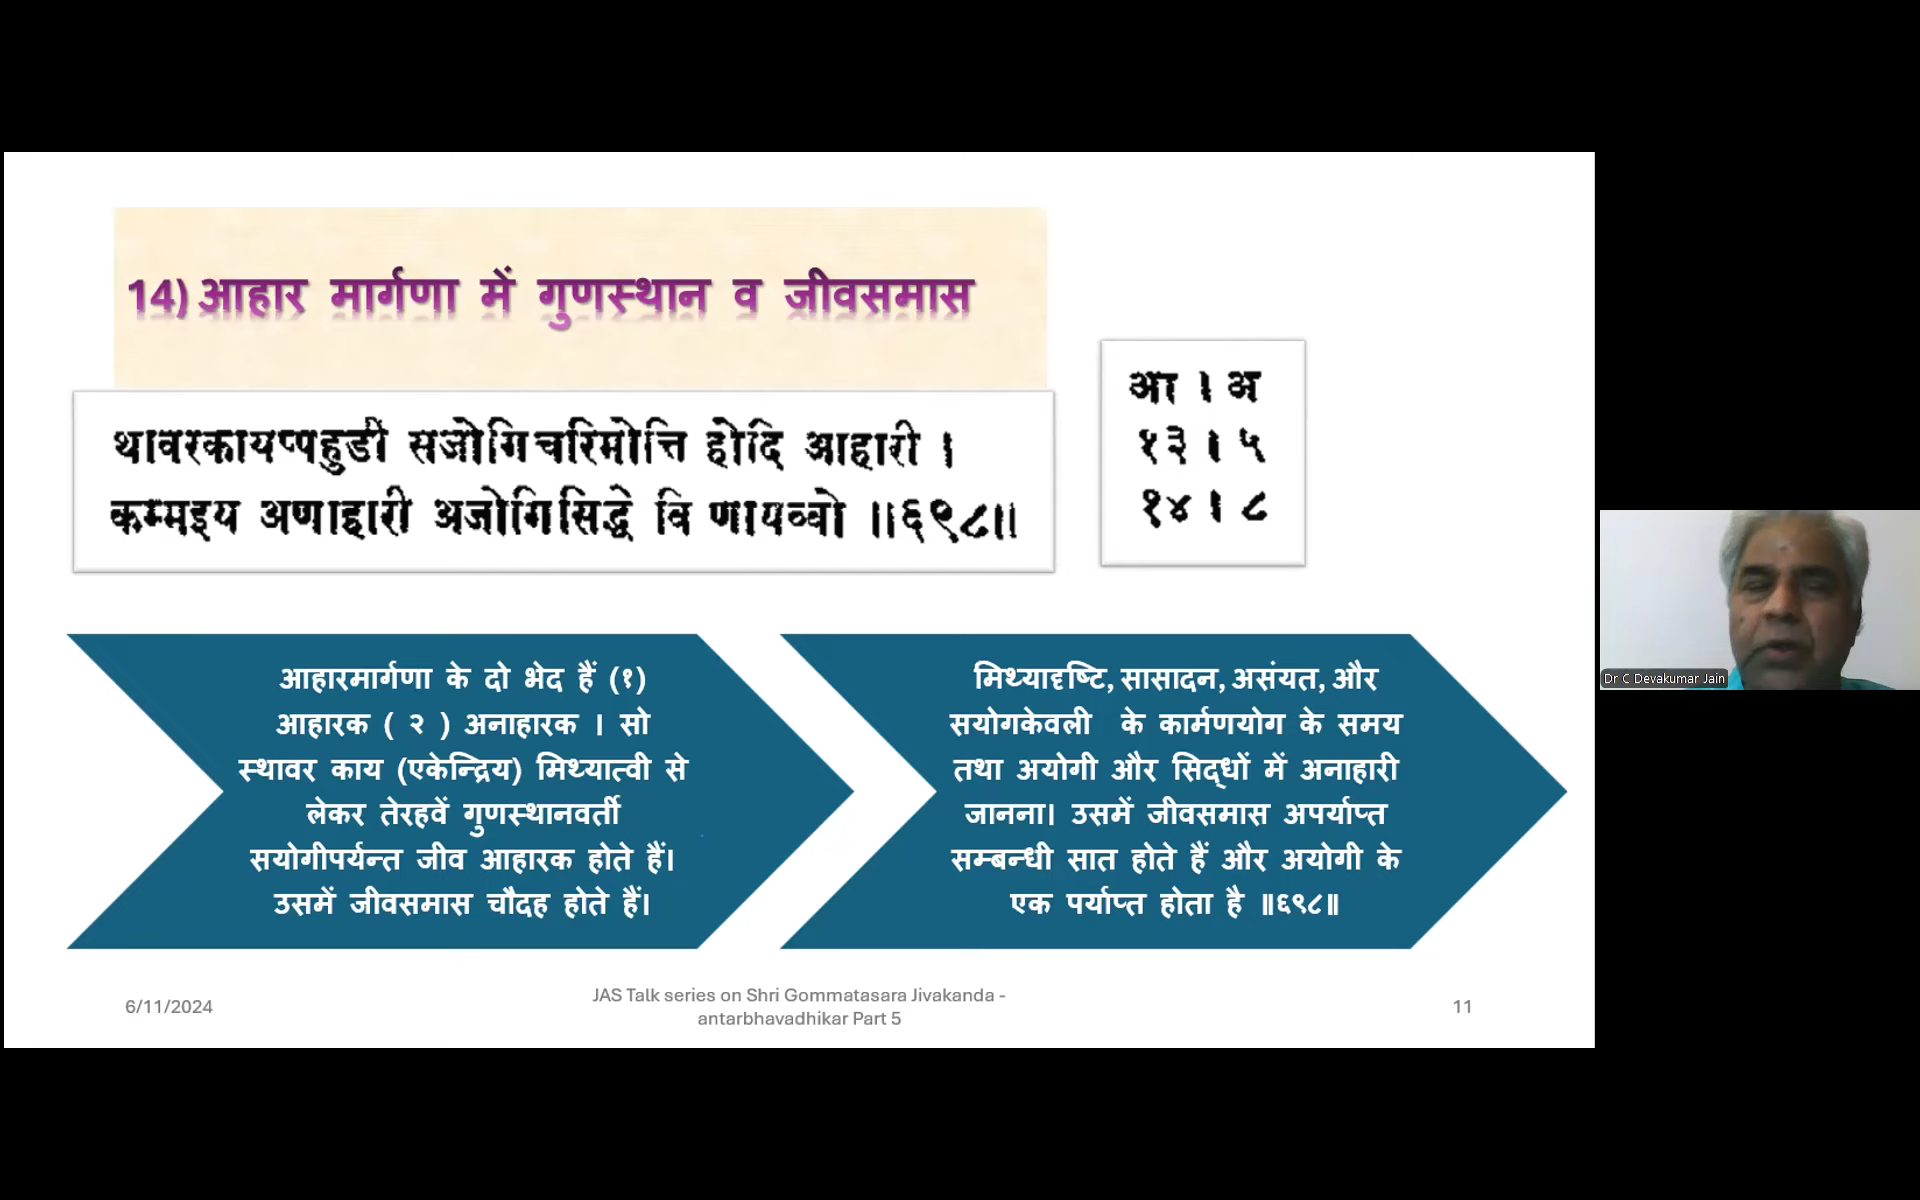 14) आहार मार्गणा में गुणस्थान व जीवसमास
थावरकायप्पहुडी सजोगिचरिमोत्ति होदि आहारी ।
कम्मइय अणाहारी अजोगिसिद्धे वि णायव्वो ॥६९८॥
आ । अ
१३ । ५
१४ । ८
आहारमार्गणा के दो भेद हैं (१)
आहारक ( २ ) अनाहारक । सो
स्थावर काय (एकेन्द्रिय) मिथ्यात्वी से
लेकर तेरहवें गुणस्थानवर्ती
सयोगीपर्यन्त जीव आहारक होते हैं।
उसमें जीवसमास चौदह होते हैं।
मिथ्यादृष्टि, सासादन, असंयत, और
सयोगकेवली के कार्मणयोग के समय
तथा अयोगी और सिद्धों में अनाहारी
जानना। उसमें जीवसमास अपर्याप्त
सम्बन्धी सात होते हैं और अयोगी के
एक पर्याप्त होता है ॥६९८॥
6/11/2024
JAS Talk series on Shri Gommatasara Jivakanda -
antarbhavadhikar Part 5
11
Dr C Devakumar Jain